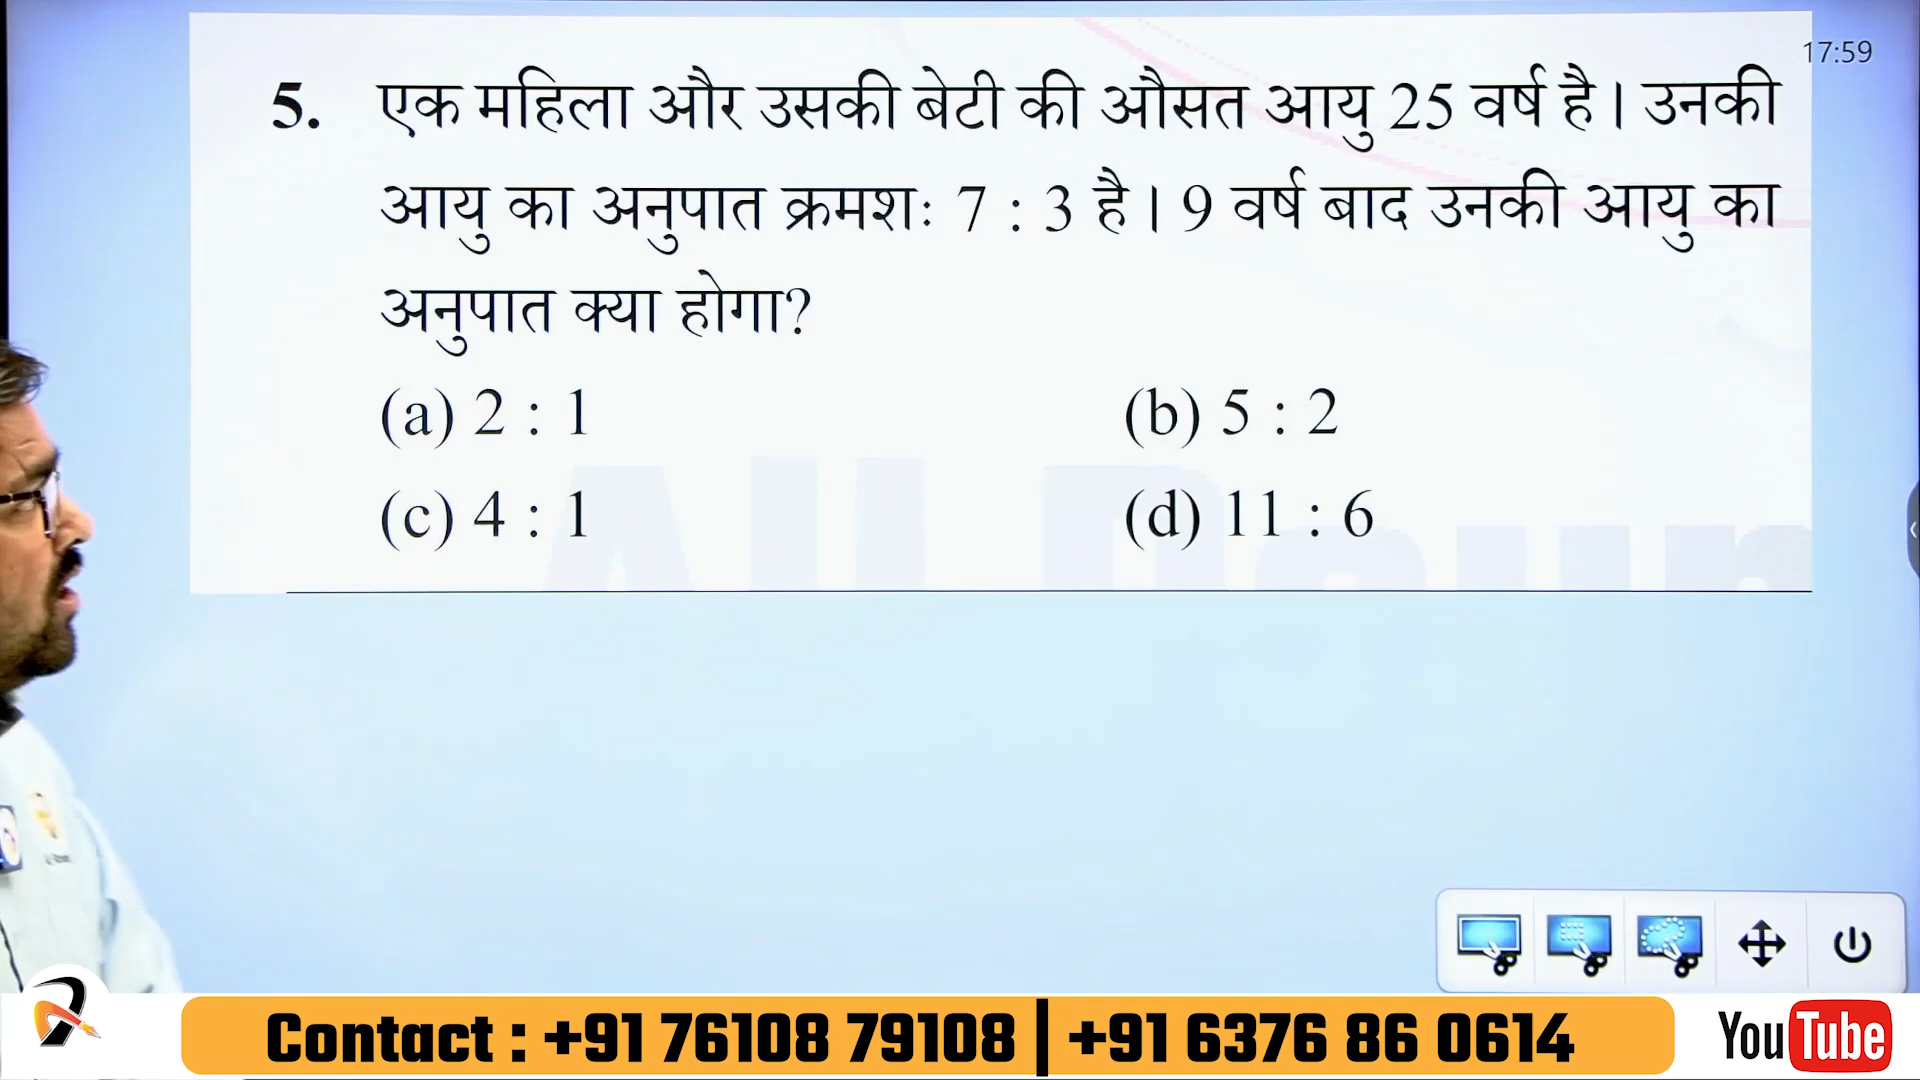 17:59
5. एक महिला और उसकी बेटी की औसत आयु 25 वर्ष है। उनकी
आयु का अनुपात क्रमशः 7 : 3 है। 9 वर्ष बाद उनकी आयु का
अनुपात क्या होगा?
(a) 2 : 1 (b) 5 : 2
(c) 4 : 1 (d) 11 : 6
Contact : +91 76108 79108 | +91 6376 86 0614
YouTube